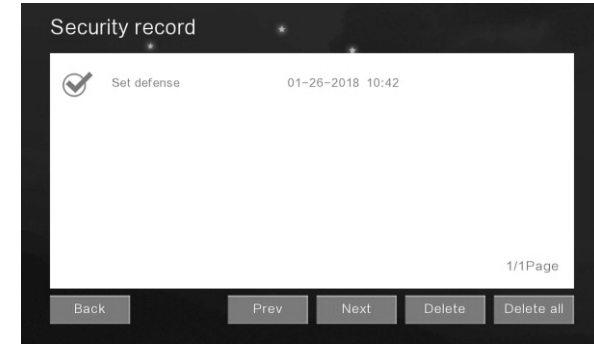 Security record
Set defense 01-26-2018 10:42
1/1Page
Back Prev Next Delete Delete all